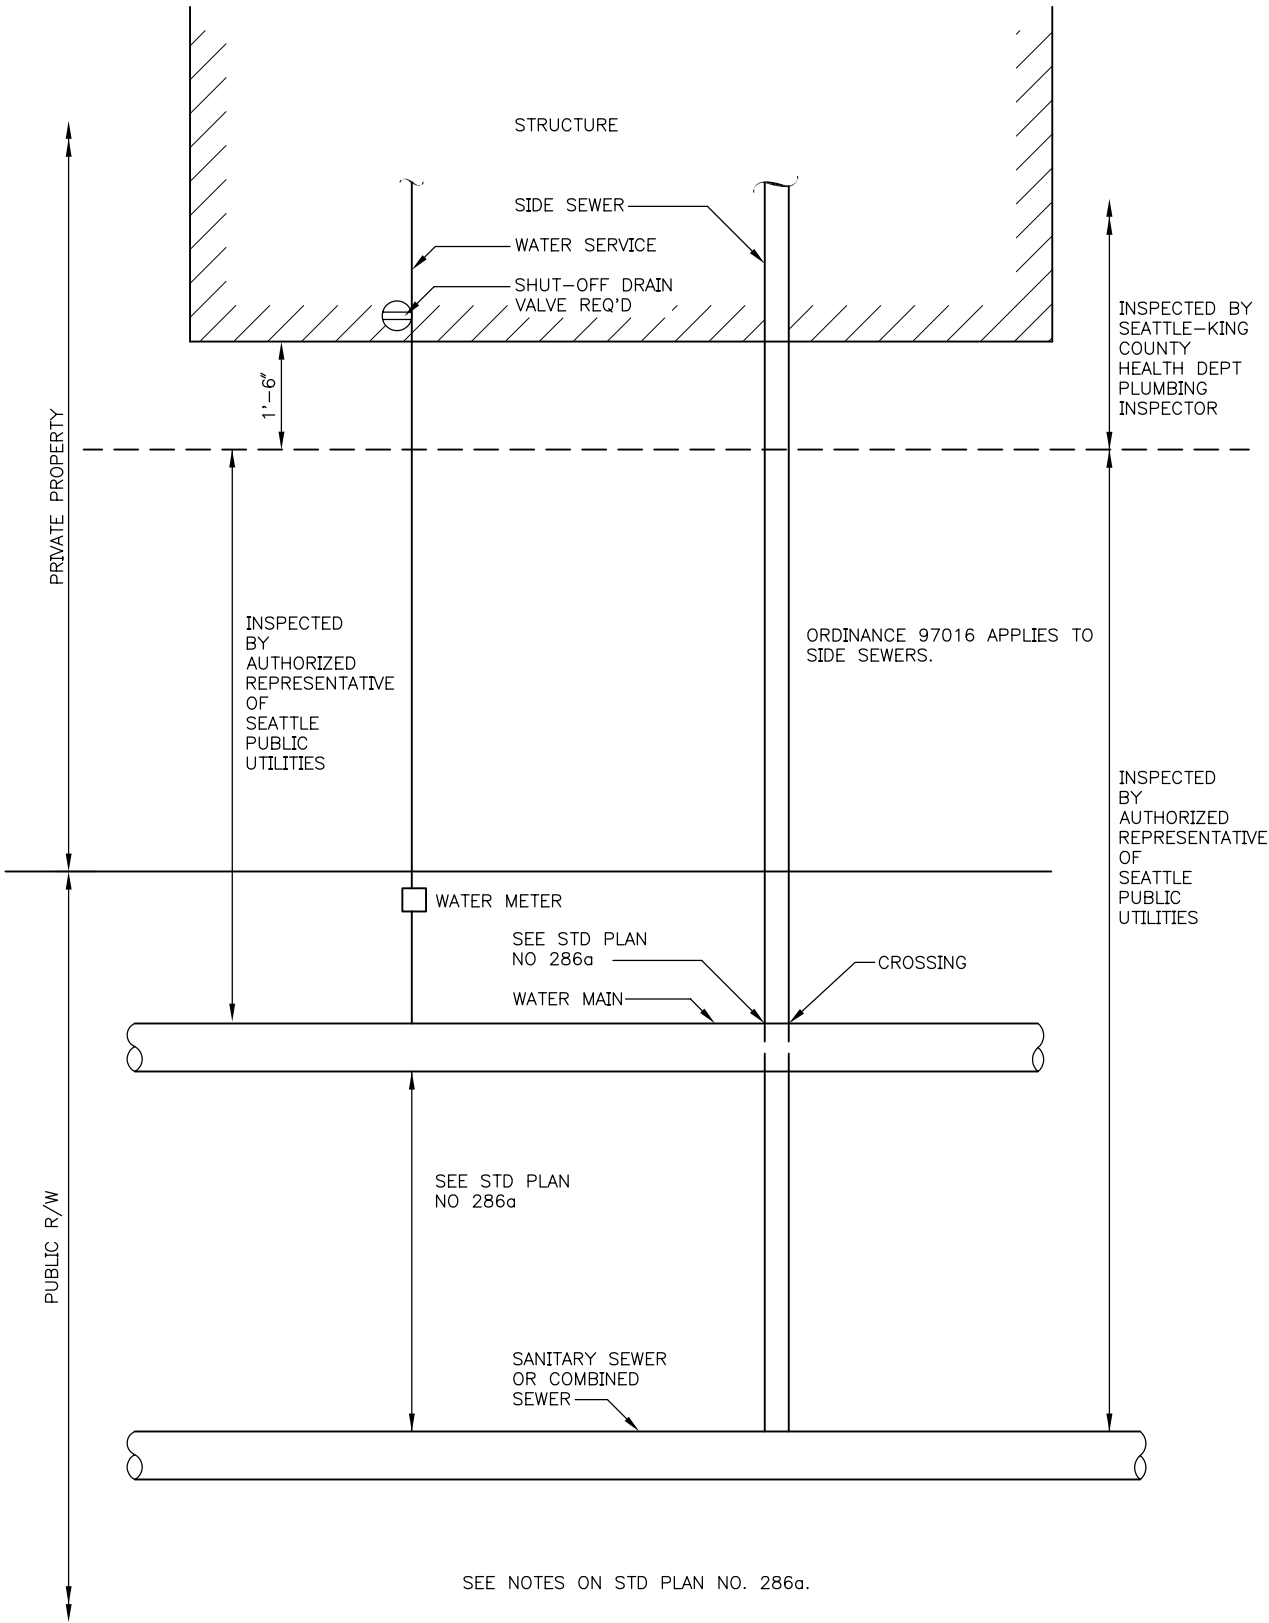 STRUCTURE
SIDE SEWER
WATER SERVICE
SHUT-OFF DRAIN
VALVE REQ'D
INSPECTED BY
SEATTLE-KING
COUNTY
HEALTH DEPT
PLUMBING
INSPECTOR
1'-6"
PRIVATE PROPERTY
INSPECTED
BY
AUTHORIZED
REPRESENTATIVE
OF
SEATTLE
PUBLIC
UTILITIES
ORDINANCE 97016 APPLIES TO
SIDE SEWERS.
INSPECTED
BY
AUTHORIZED
REPRESENTATIVE
OF
SEATTLE
PUBLIC
UTILITIES
WATER METER
SEE STD PLAN
NO 286a
CROSSING
WATER MAIN
SEE STD PLAN
NO 286a
PUBLIC R/W
SANITARY SEWER
OR COMBINED
SEWER
SEE NOTES ON STD PLAN NO. 286a.